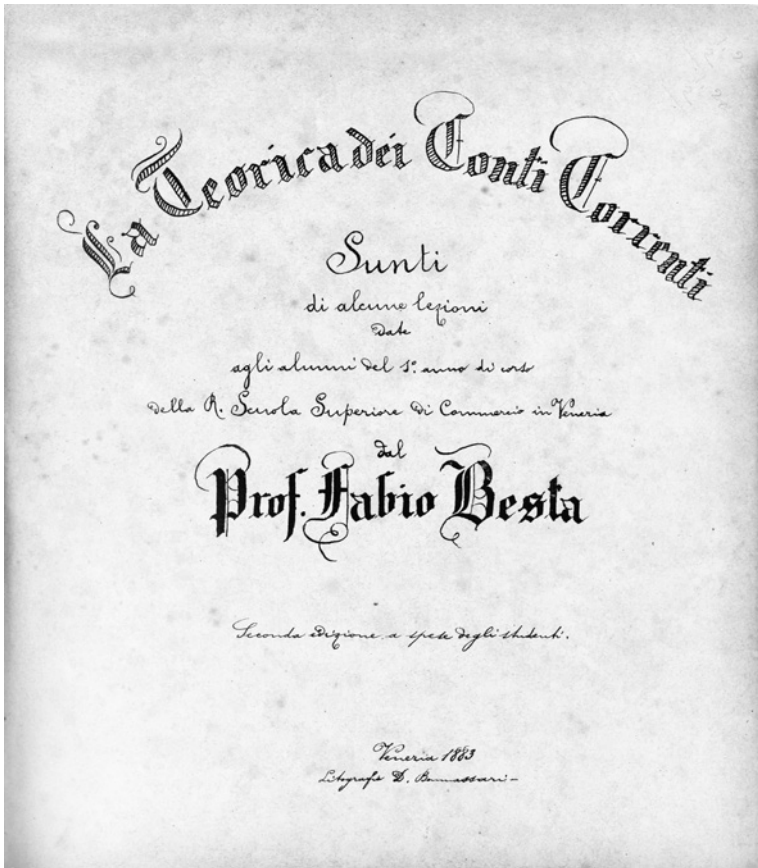 La Teorica dei Conti Correnti
Sunti
di alcune lezioni
date
agli alunni del 1º anno di corso
della R. Scuola Superiore di Commercio in Venezia
dal
Prof. Fabio Besta
Seconda edizione a spese degli studenti.
Venezia 1883
Litografia D.